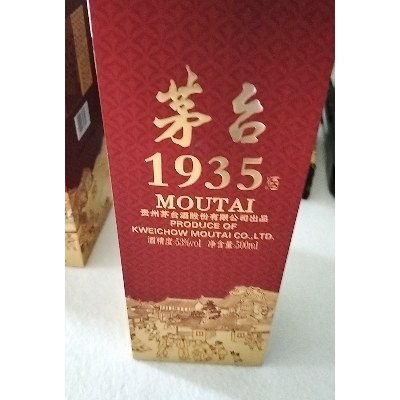 茅台
1935
MOUTAI
贵州茅台酒股份有限公司出品
PRODUCE OF
KWEICHOW MOUTAI CO.,LTD.
酒精度:53%vol 净含量:500ml